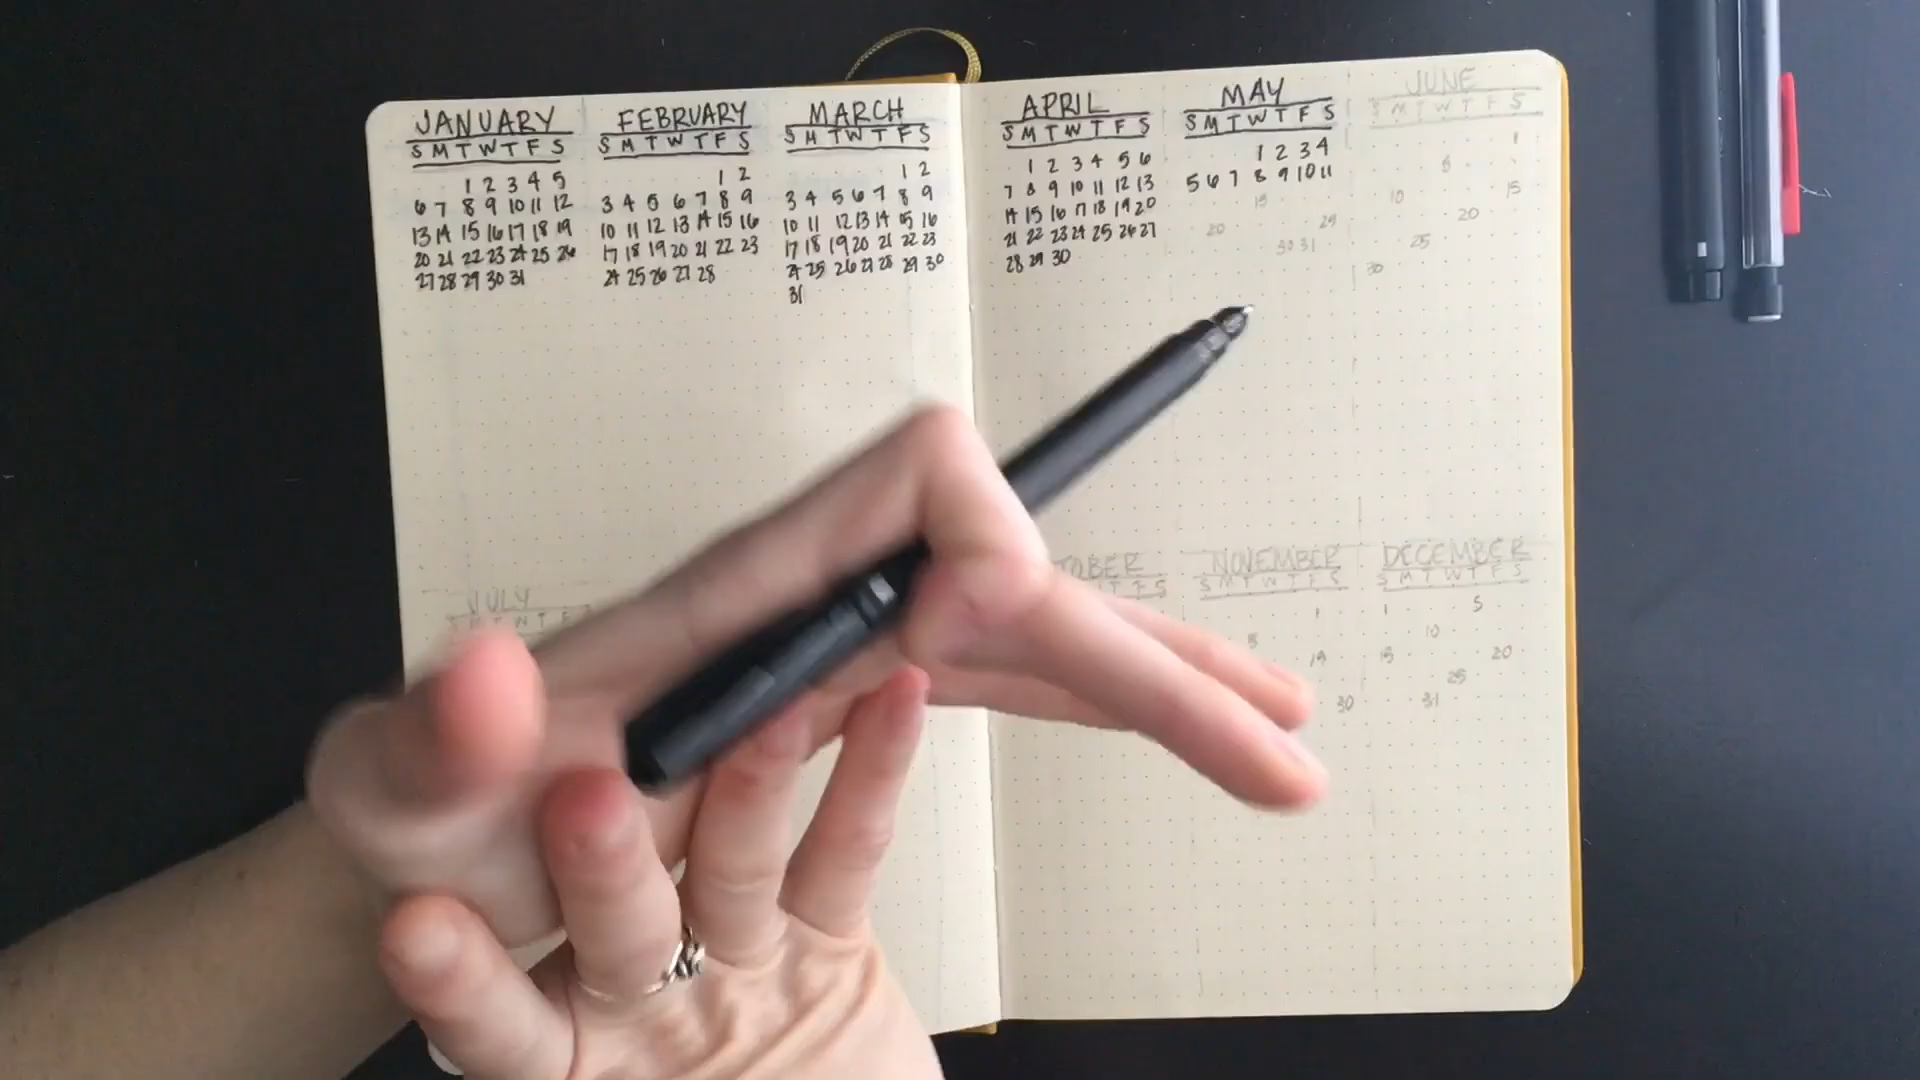 JANUARY
S M T W T F S
1 2 3 4 5
6 7 8 9 10 11 12
13 14 15 16 17 18 19
20 21 22 23 24 25 26
27 28 29 30 31
FEBRUARY
S M T W T F S
1 2
3 4 5 6 7 8 9
10 11 12 13 14 15 16
17 18 19 20 21 22 23
24 25 26 27 28
MARCH
S M T W T F S
1 2
3 4 5 6 7 8 9
10 11 12 13 14 15 16
17 18 19 20 21 22 23
24 25 26 27 28 29 30
31
APRIL
S M T W T F S
1 2 3 4 5 6
7 8 9 10 11 12 13
14 15 16 17 18 19 20
21 22 23 24 25 26 27
28 29 30
MAY
S M T W T F S
1 2 3 4
5 6 7 8 9 10 11
15
20 25
30 31
JUNE
S M T W T F S
1
10 15
20
25
30
JULY
NOVEMBER
S M T W T F S
1
5
30
DECEMBER
S M T W T F S
1 5
10
15 20
25
31